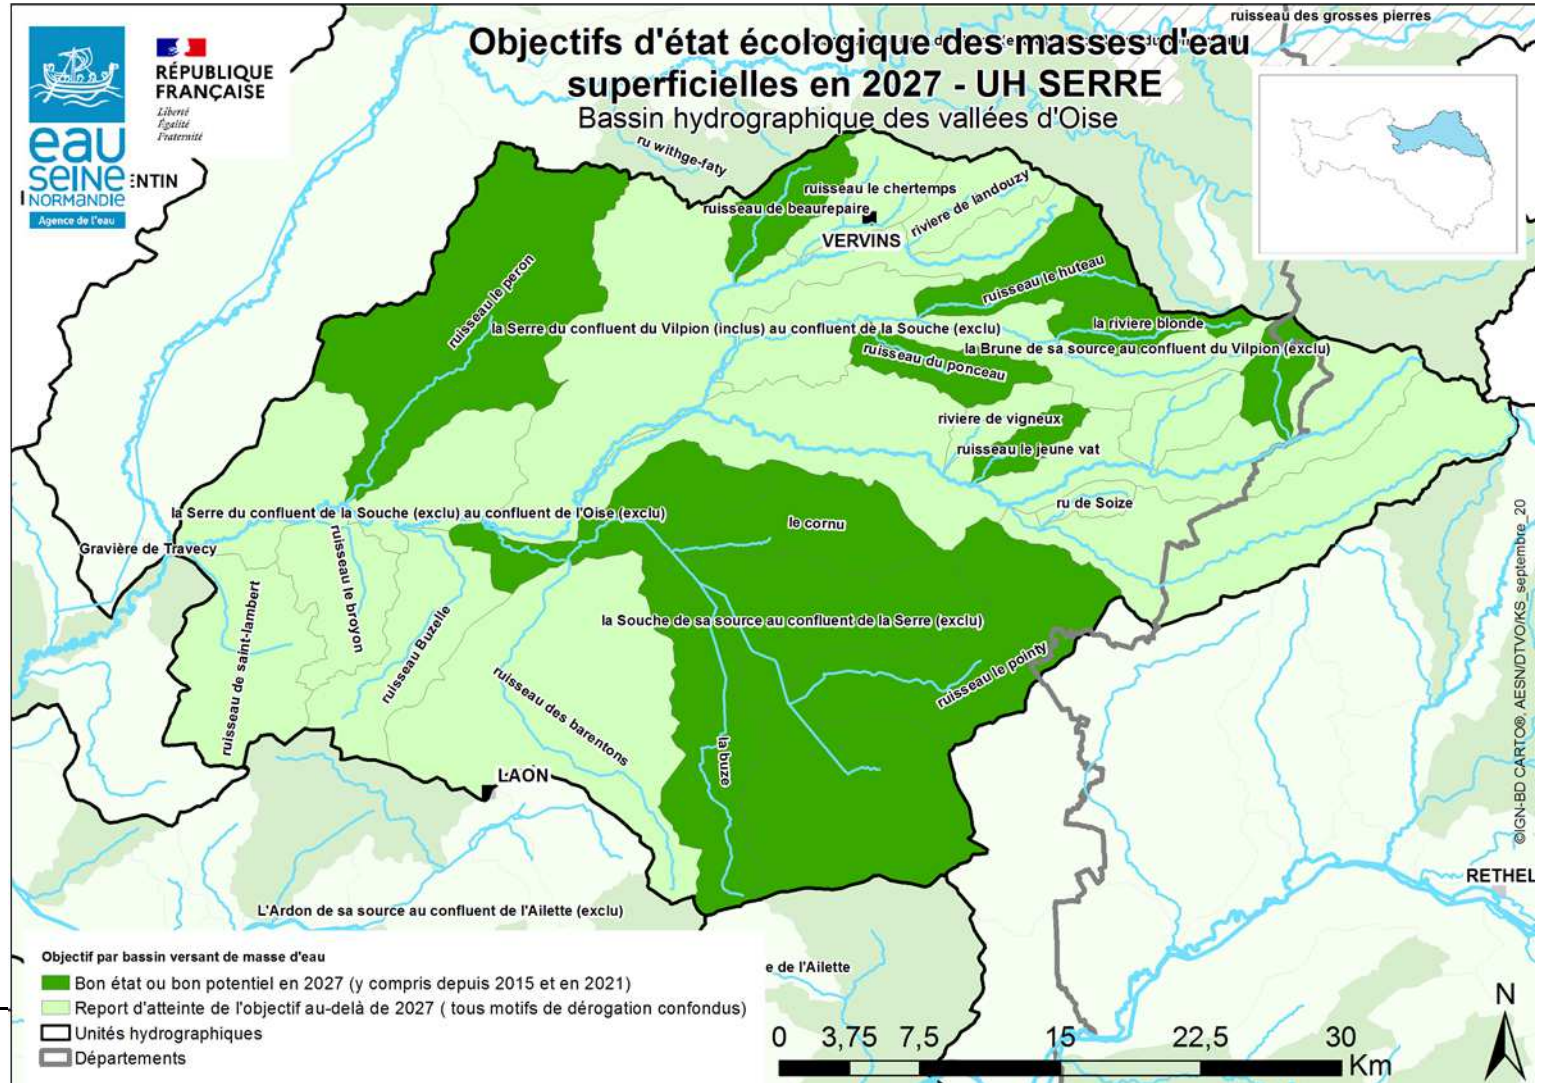 ruisseau des grosses pierres
Objectifs d'état écologique des masses d'eau
superficielles en 2027 - UH SERRE
Bassin hydrographique des vallées d'Oise
RÉPUBLIQUE
FRANÇAISE
Liberté
Égalité
Fraternité
eau
SEINE
NORMANDIE
Agence de l'eau
ENTIN
ru withge-faty
ruisseau le chertemps
ruisseau de beaurepaire
riviere de landouzy
VERVINS
ruisseau le huteau
ruisseau le peron
la Serre du confluent du Vilpion (inclus) au confluent de la Souche (exclu)
la riviere blonde
la Brune de sa source au confluent du Vilpion (exclu)
ruisseau du ponceau
riviere de vigneux
ruisseau le jeune vat
ru de Soize
la Serre du confluent de la Souche (exclu) au confluent de l'Oise (exclu)
le cornu
Gravière de Travecy
ruisseau le broyon
ruisseau de saint-lambert
ruisseau Buzelle
la Souche de sa source au confluent de la Serre (exclu)
ruisseau le pointy
ruisseau des barentons
la buze
LAON
RETHEL
L'Ardon de sa source au confluent de l'Ailette (exclu)
e de l'Ailette
©IGN-BD CARTO®, AESN/DTVO/KS_septembre_20
Objectif par bassin versant de masse d'eau
Bon état ou bon potentiel en 2027 (y compris depuis 2015 et en 2021)
Report d'atteinte de l'objectif au-delà de 2027 ( tous motifs de dérogation confondus)
Unités hydrographiques
Départements
0 3,75 7,5 15 22,5 30
Km
N